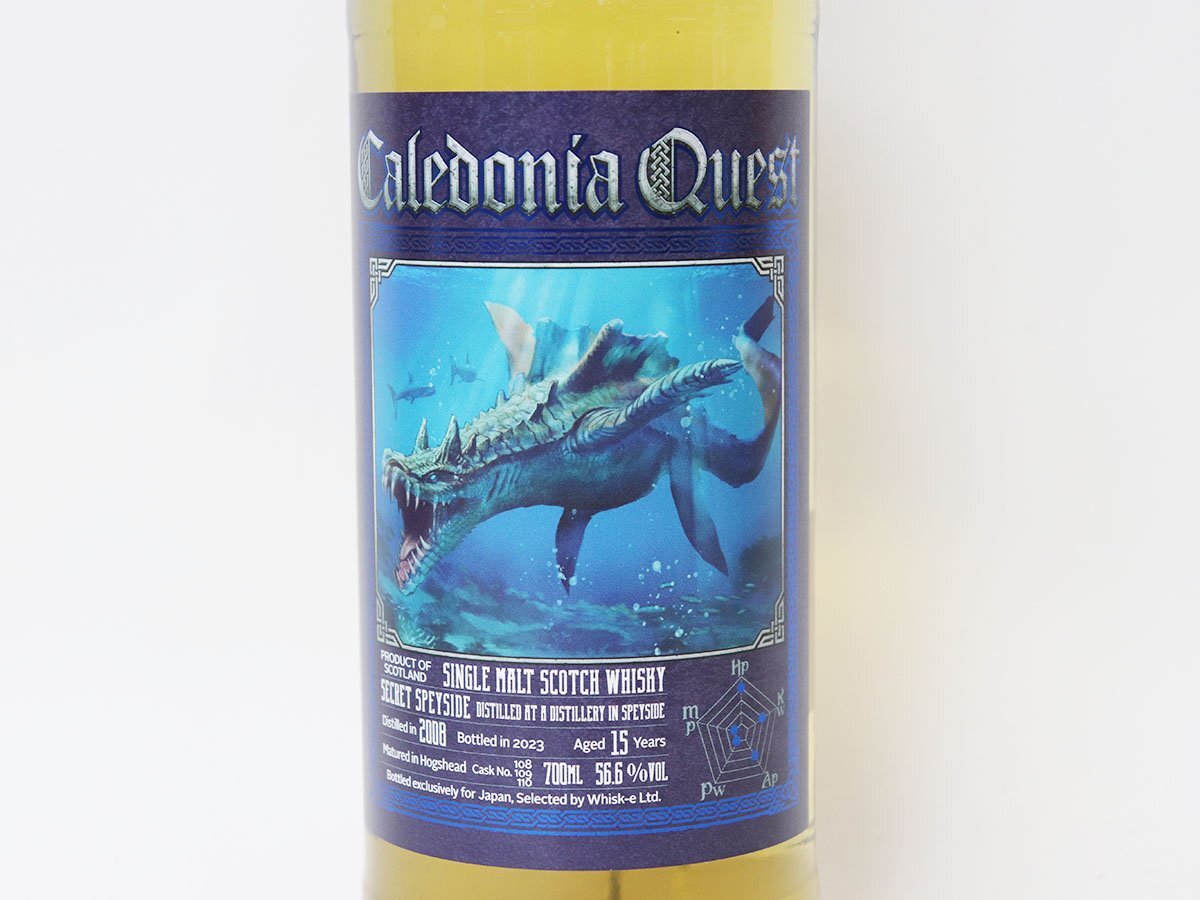 Caledonia Quest
PRODUCT OF
SCOTLAND
SINGLE MALT SCOTCH WHISKY
SECRET SPEYSIDE DISTILLED AT A DISTILLERY IN SPEYSIDE
Distilled in 2008 Bottled in 2023 Aged 15 Years
Matured in Hogshead Cask No. 108
109
110
700ML 56.6 %VOL
Bottled exclusively for Japan, Selected by Whisk-e Ltd.
Hp
Kw
Ap
Pw
mp